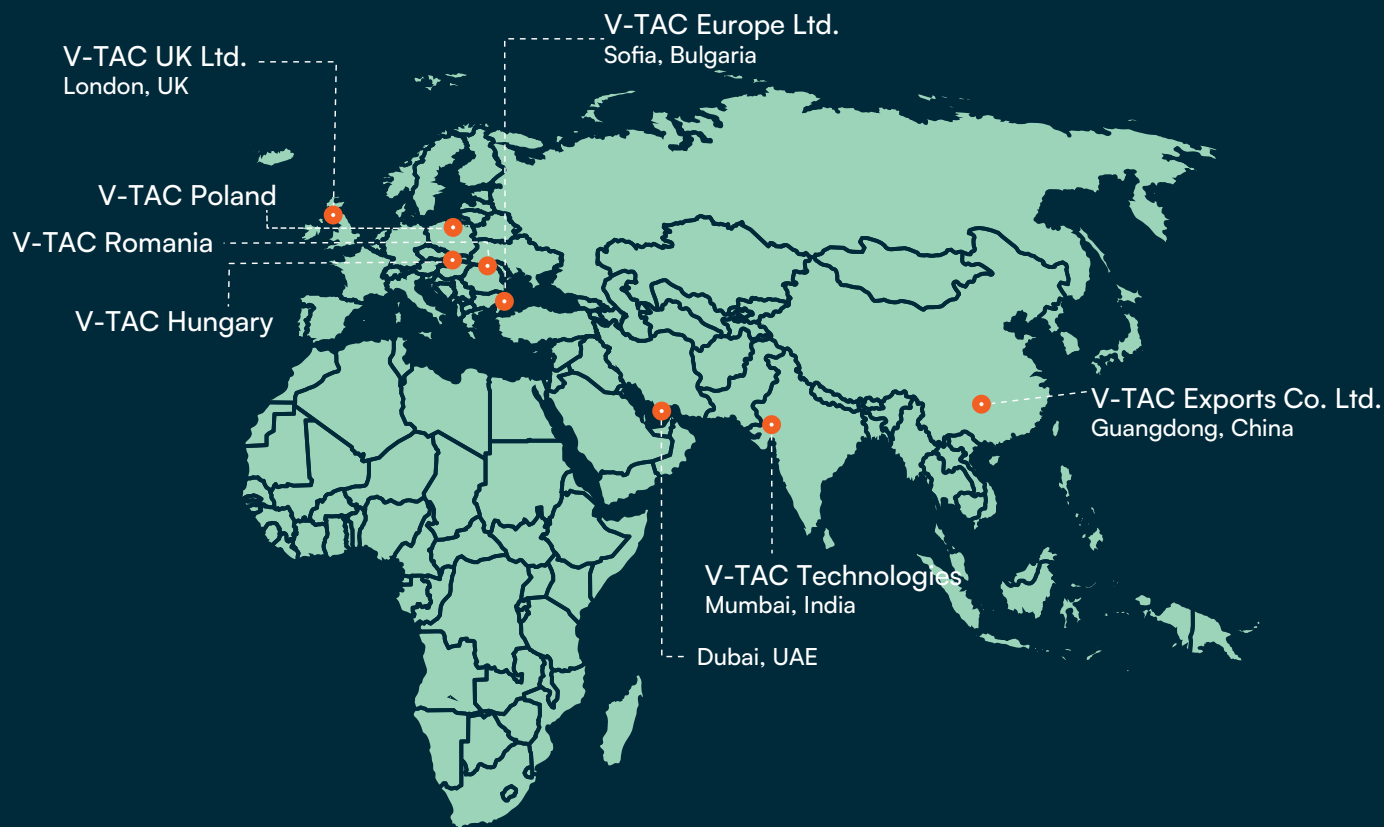 V-TAC Europe Ltd.
Sofia, Bulgaria
V-TAC UK Ltd.
London, UK
V-TAC Poland
V-TAC Romania
V-TAC Hungary
V-TAC Exports Co. Ltd.
Guangdong, China
V-TAC Technologies
Mumbai, India
Dubai, UAE